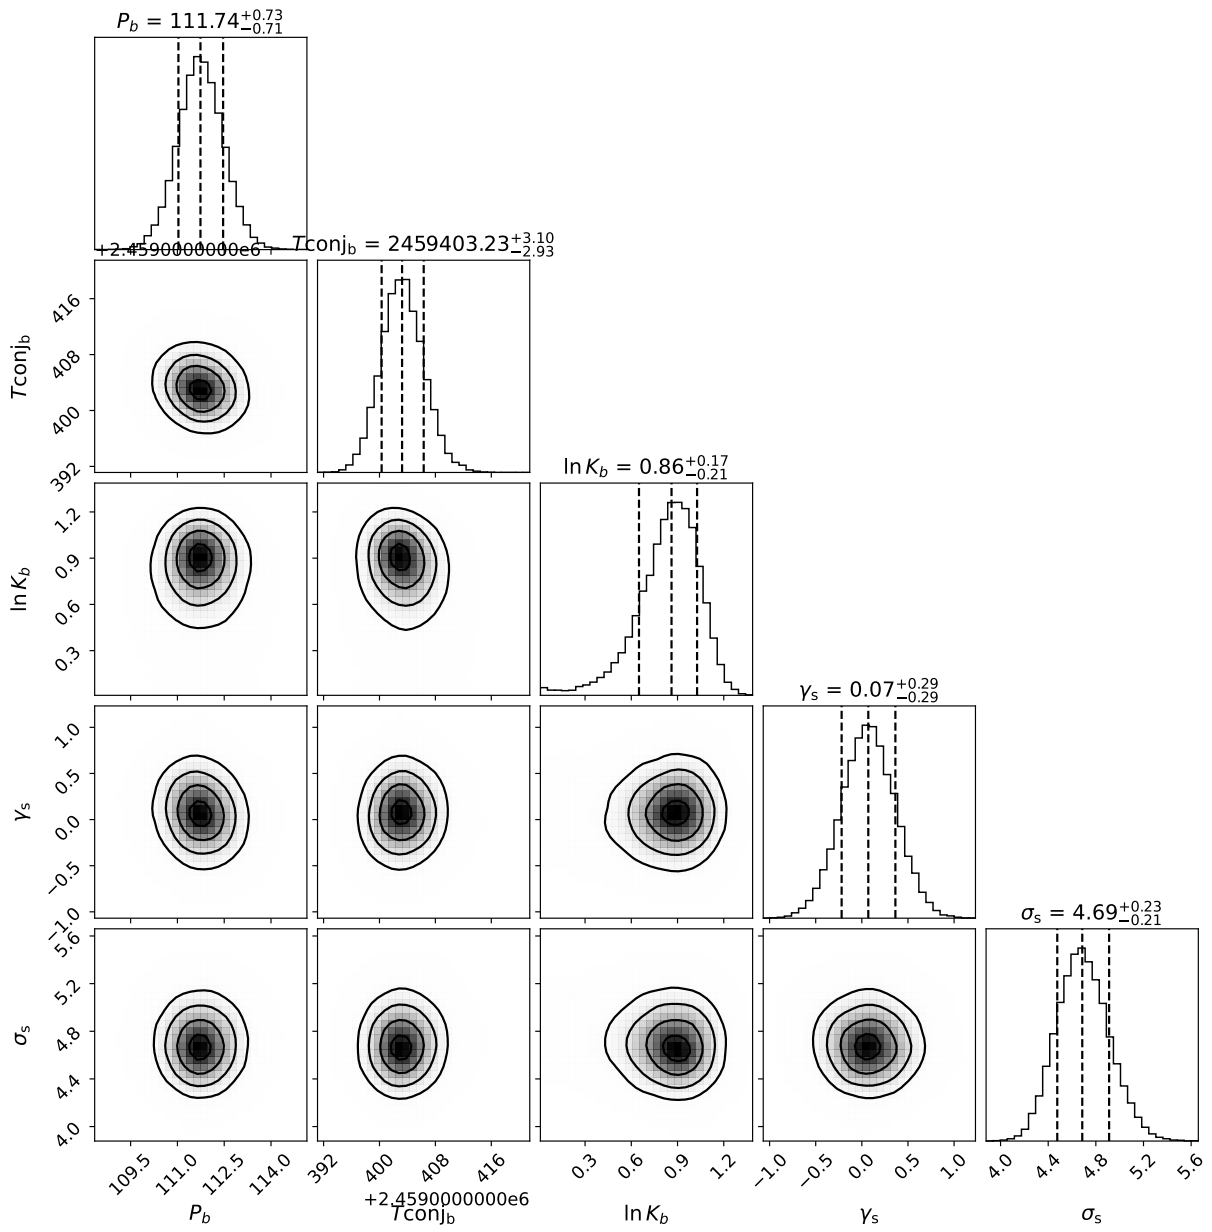 P_b = 111.74 +0.73 −0.71
+2.4590000000e6
Tconj_b = 2459403.23 +3.10 −2.93
416
408
400
392
Tconj_b
ln K_b = 0.86 +0.17 −0.21
1.2
0.9
0.6
0.3
ln K_b
γ_s = 0.07 +0.29 −0.29
1.0
0.5
0.0
−0.5
−1.0
γ_s
σ_s = 4.69 +0.23 −0.21
5.6
5.2
4.8
4.4
4.0
σ_s
109.5 111.0 112.5 114.0 392 400 408 416 0.3 0.6 0.9 1.2 −1.0 −0.5 0.0 0.5 1.0 4.0 4.4 4.8 5.2 5.6
+2.4590000000e6
P_b Tconj_b ln K_b γ_s σ_s